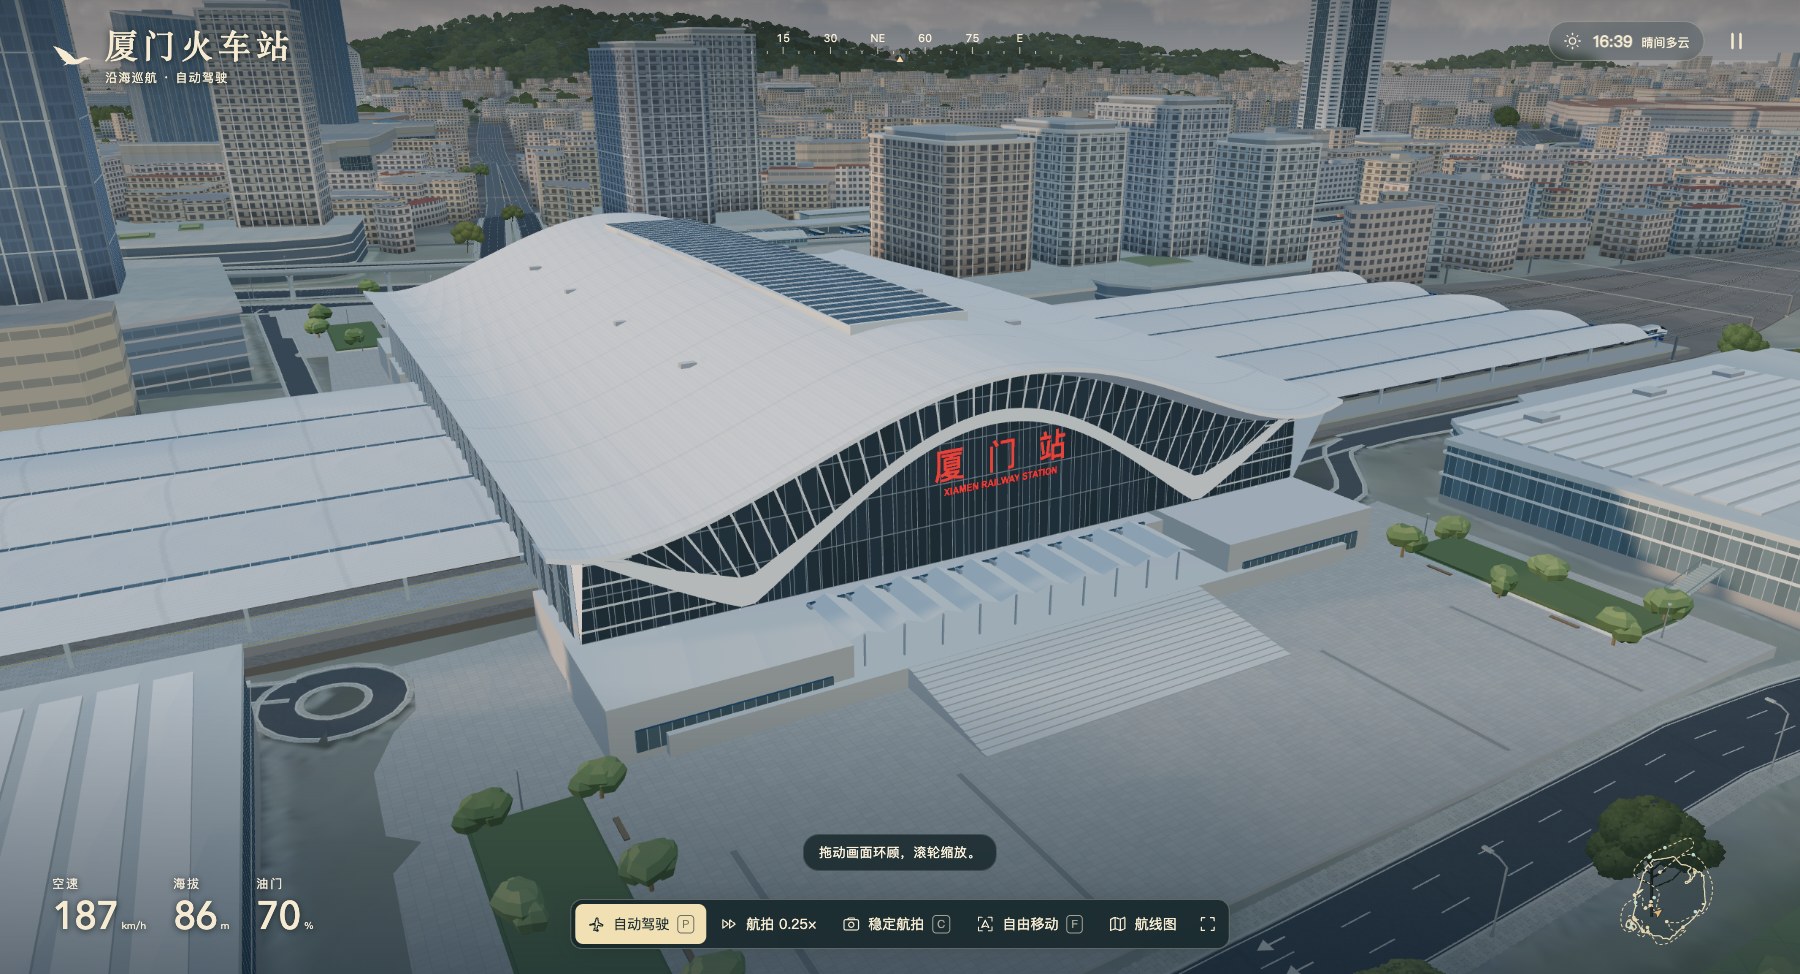 厦门火车站
沿海巡航 · 自动驾驶
15 30 NE 60 75 E
16:39 晴间多云
厦门站
XIAMEN RAILWAY STATION
拖动画面环顾，滚轮缩放。
空速 海拔 油门
187 km/h 86 m 70 %
自动驾驶 P 航拍 0.25x 稳定航拍 C 自由移动 F 航线图